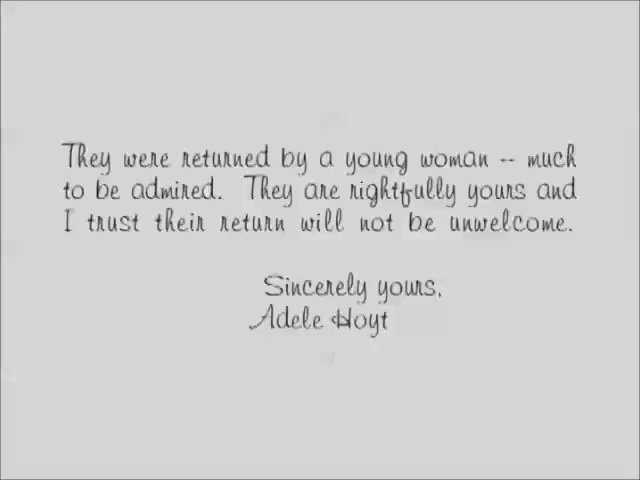 They were returned by a young woman -- much
to be admired. They are rightfully yours and
I trust their return will not be unwelcome.
Sincerely yours,
Adele Hoyt